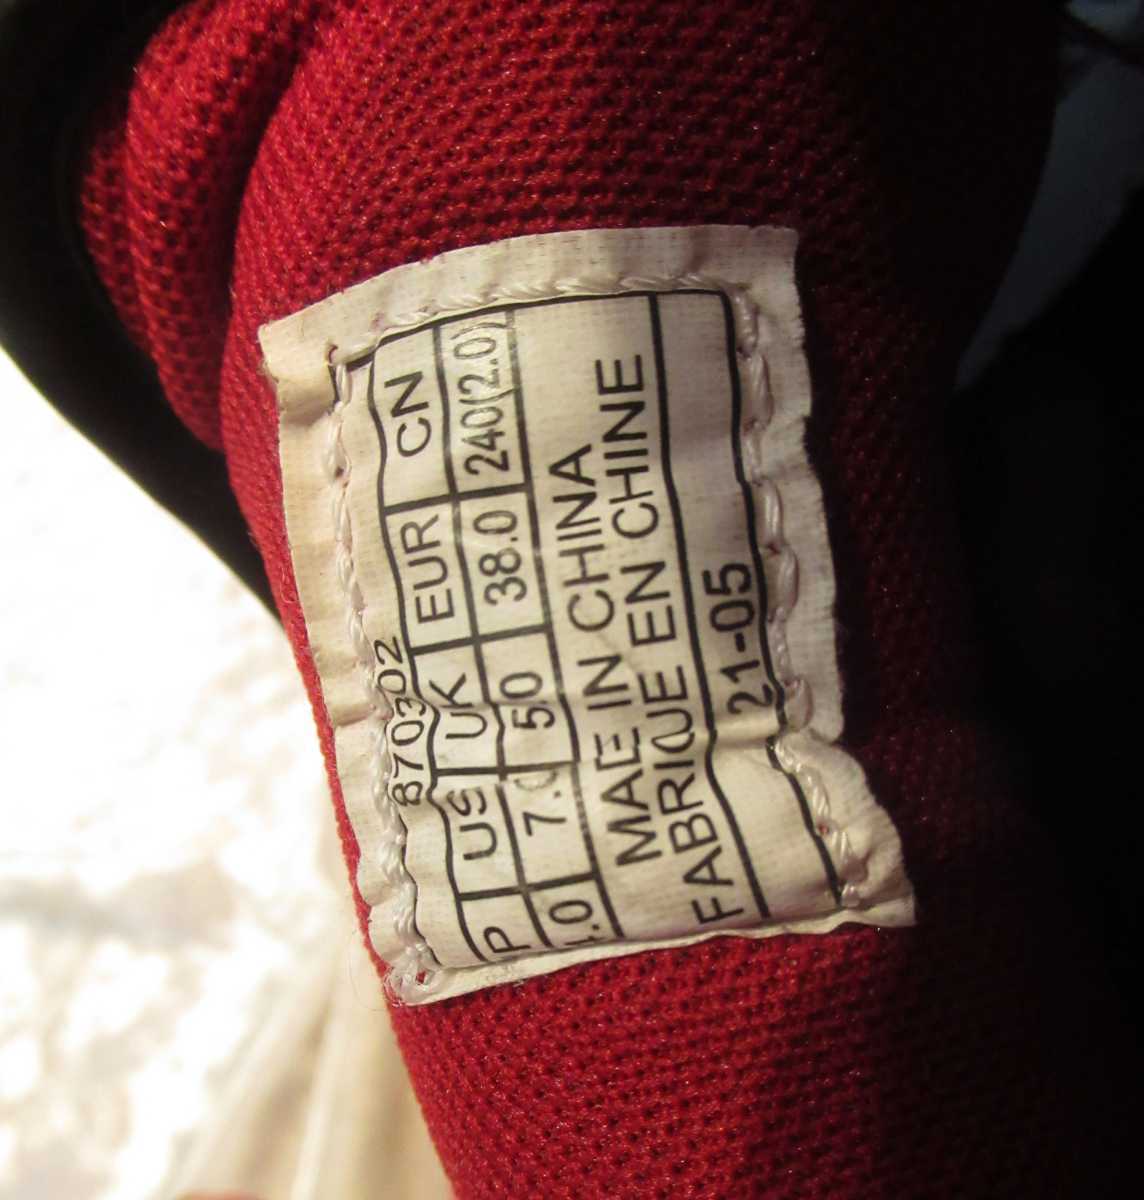 870302
P US UK EUR CN
.0 7. 50 38.0 240(2.0)
MADE IN CHINA
FABRIQUE EN CHINE
21-05